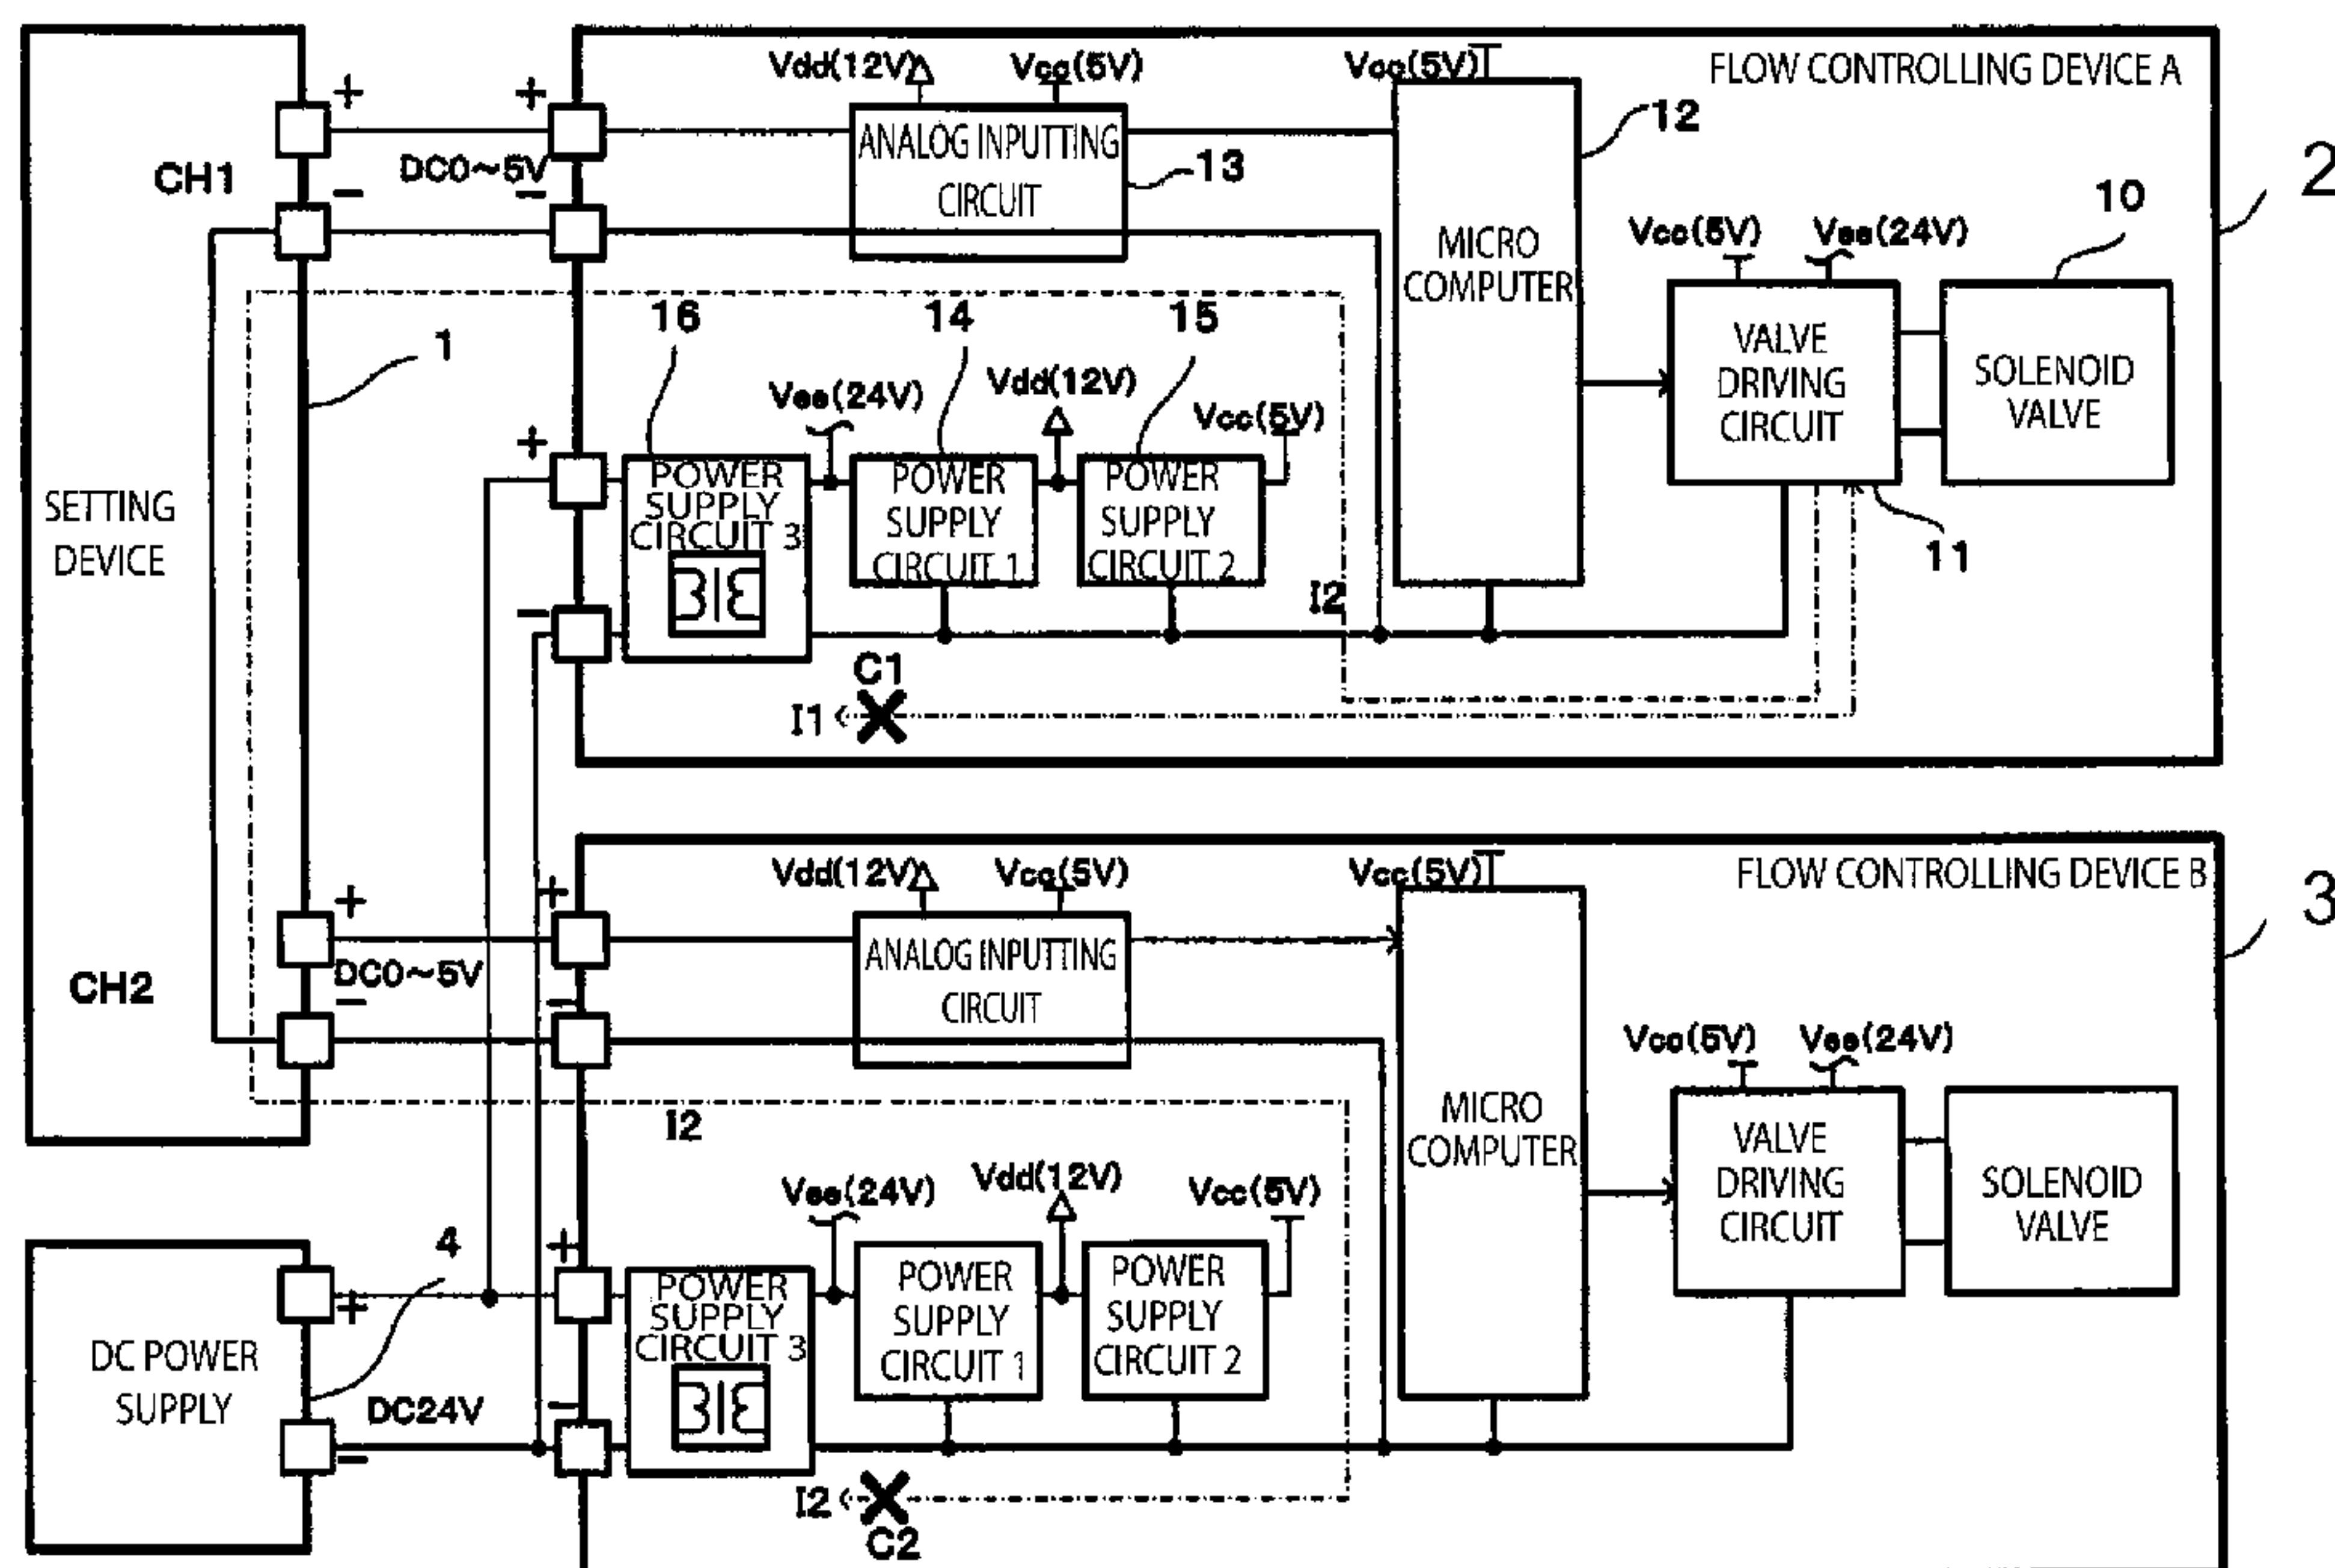 Vdd(12V)
Vcc(5V)
Vcc(5V)
FLOW CONTROLLING DEVICE A
+
+
12
ANALOG INPUTTING
CIRCUIT
13
CH1
DC0~5V
−
−
2
10
MICRO
COMPUTER
Vcc(5V)
Vee(24V)
16
14
15
1
VALVE
DRIVING
CIRCUIT
SOLENOID
VALVE
Vee(24V)
Vdd(12V)
Vcc(5V)
+
SETTING
DEVICE
POWER
SUPPLY
CIRCUIT 3
POWER
SUPPLY
CIRCUIT 1
POWER
SUPPLY
CIRCUIT 2
11
−
I2
C1
I1
Vdd(12V)
Vcc(5V)
Vcc(5V)
FLOW CONTROLLING DEVICE B
+
+
3
ANALOG INPUTTING
CIRCUIT
CH2
DC0~5V
−
−
Vcc(5V)
Vee(24V)
MICRO
COMPUTER
I2
VALVE
DRIVING
CIRCUIT
SOLENOID
VALVE
Vee(24V)
Vdd(12V)
Vcc(5V)
4
+
+
POWER
SUPPLY
CIRCUIT 3
POWER
SUPPLY
CIRCUIT 1
POWER
SUPPLY
CIRCUIT 2
DC POWER
SUPPLY
DC24V
−
−
I2
C2